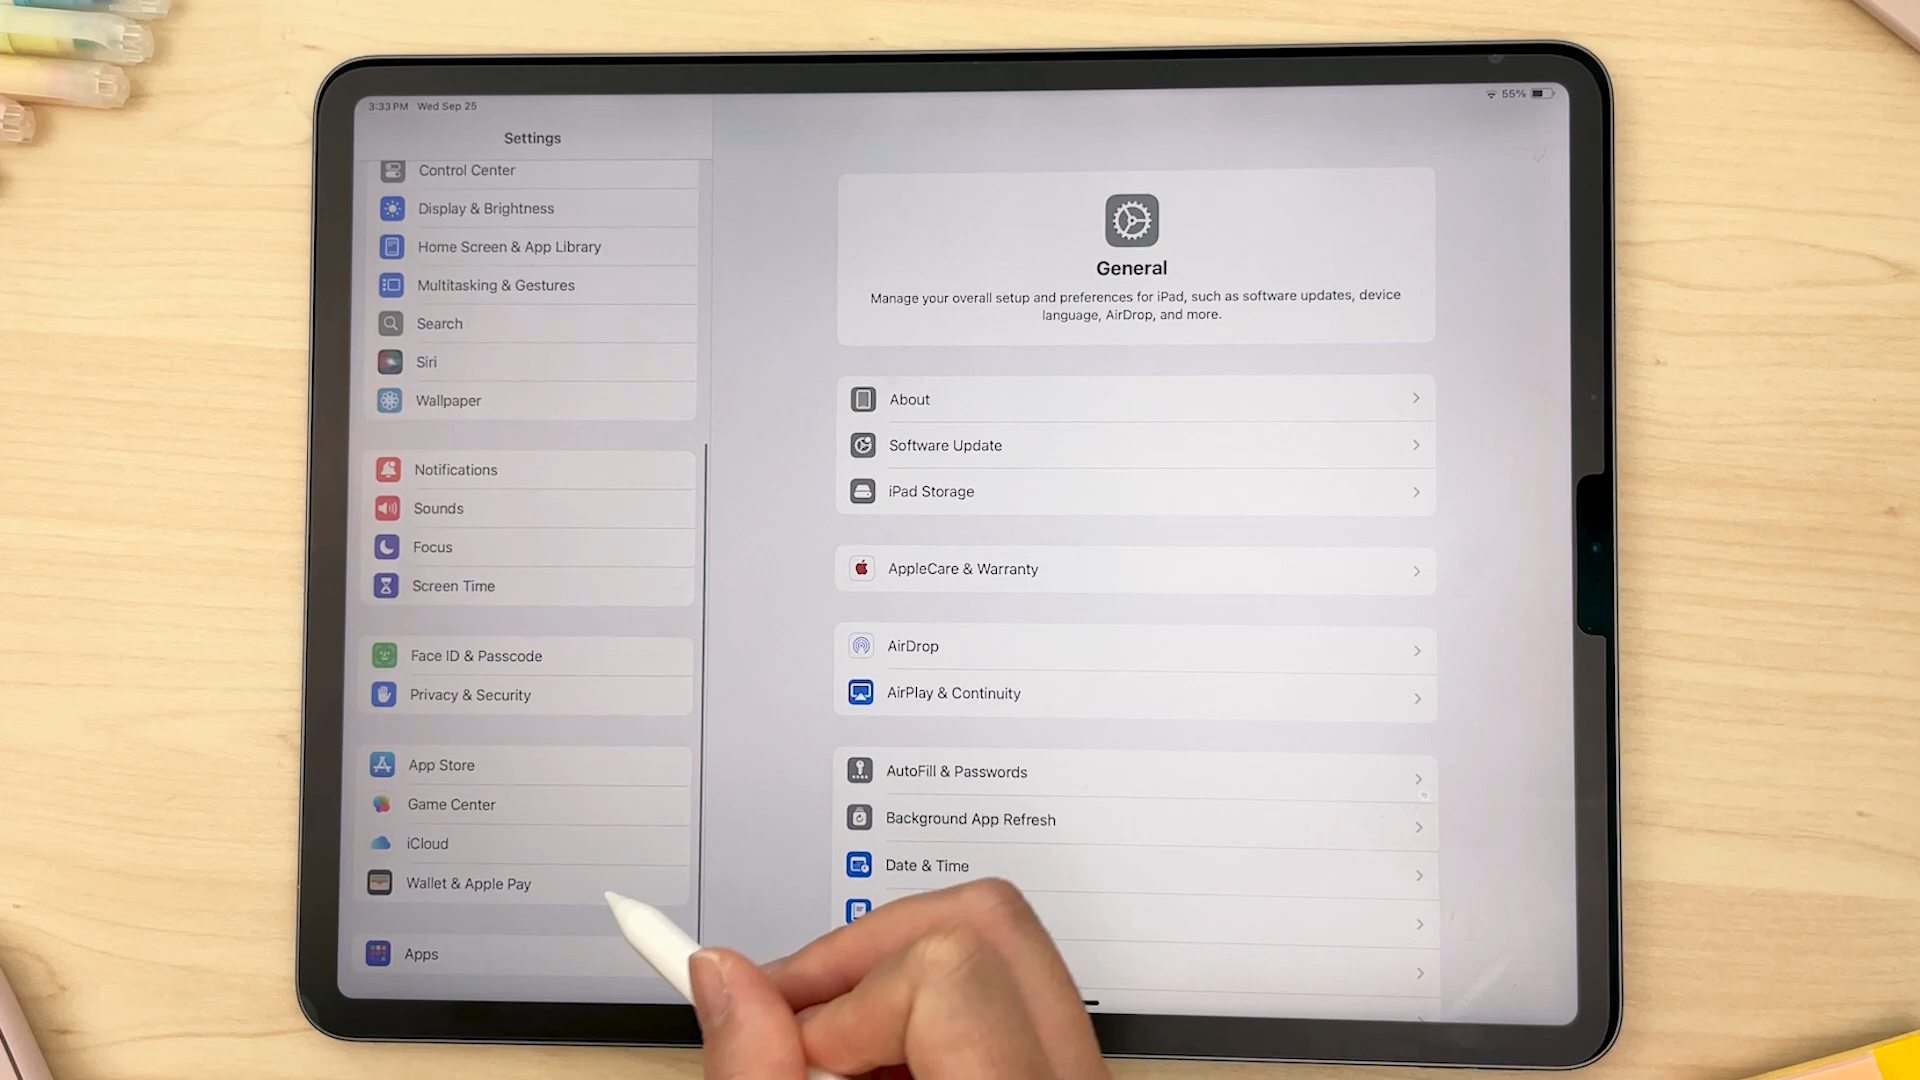 3:33 PM Wed Sep 25
55%
Settings
Control Center
Display & Brightness
Home Screen & App Library
Multitasking & Gestures
Search
Siri
Wallpaper
Notifications
Sounds
Focus
Screen Time
Face ID & Passcode
Privacy & Security
App Store
Game Center
iCloud
Wallet & Apple Pay
Apps
General
Manage your overall setup and preferences for iPad, such as software updates, device
language, AirDrop, and more.
About
Software Update
iPad Storage
AppleCare & Warranty
AirDrop
AirPlay & Continuity
AutoFill & Passwords
Background App Refresh
Date & Time